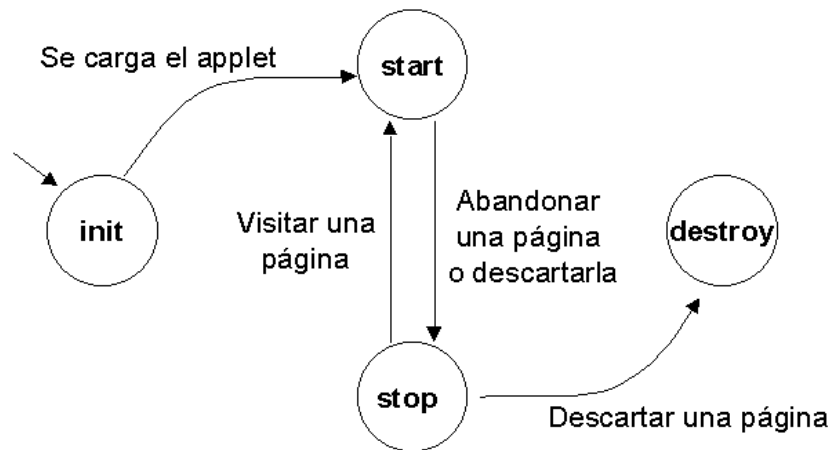 Se carga el applet
start
init
Visitar una
página
Abandonar
una página
o descartarla
destroy
stop
Descartar una página